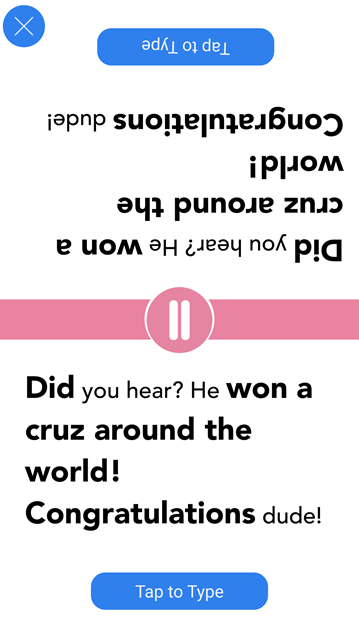 Tap to Type
Did you hear? He won a
cruz around the
world!
Congratulations dude!
Did you hear? He won a
cruz around the
world!
Congratulations dude!
Tap to Type